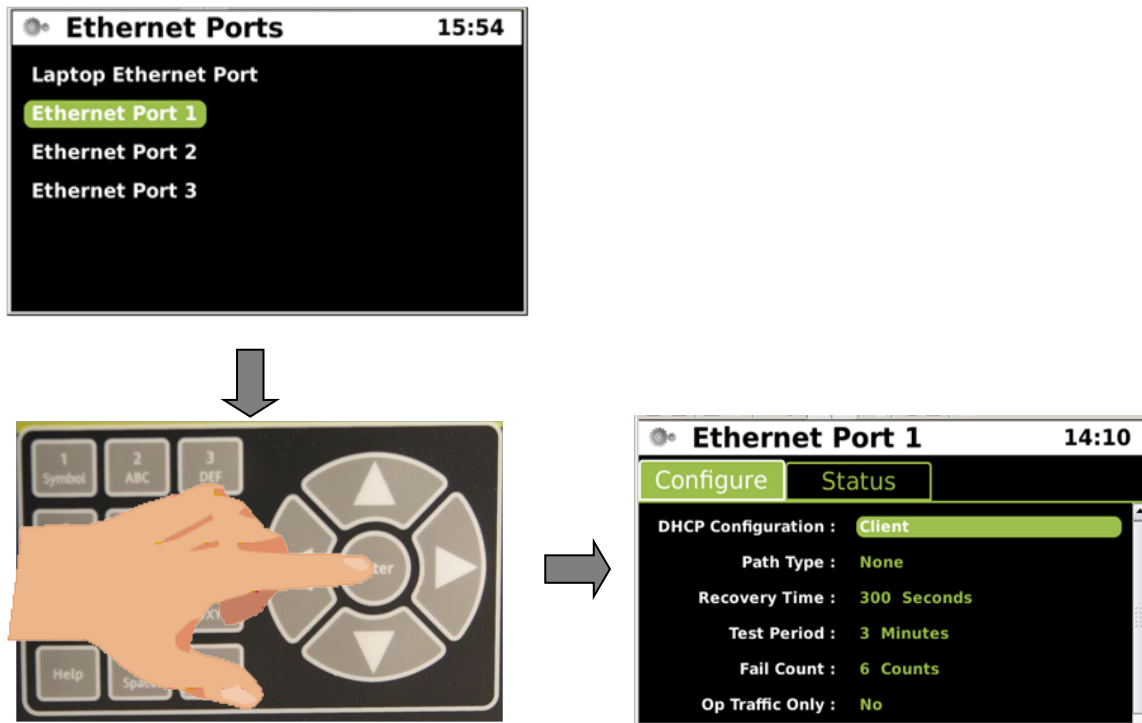 Ethernet Ports 15:54
Laptop Ethernet Port
Ethernet Port 1
Ethernet Port 2
Ethernet Port 3
1 2 3
Symbol ABC DEF
Help
Ethernet Port 1 14:10
Configure Status
DHCP Configuration : Client
Path Type : None
Recovery Time : 300 Seconds
Test Period : 3 Minutes
Fail Count : 6 Counts
Op Traffic Only : No